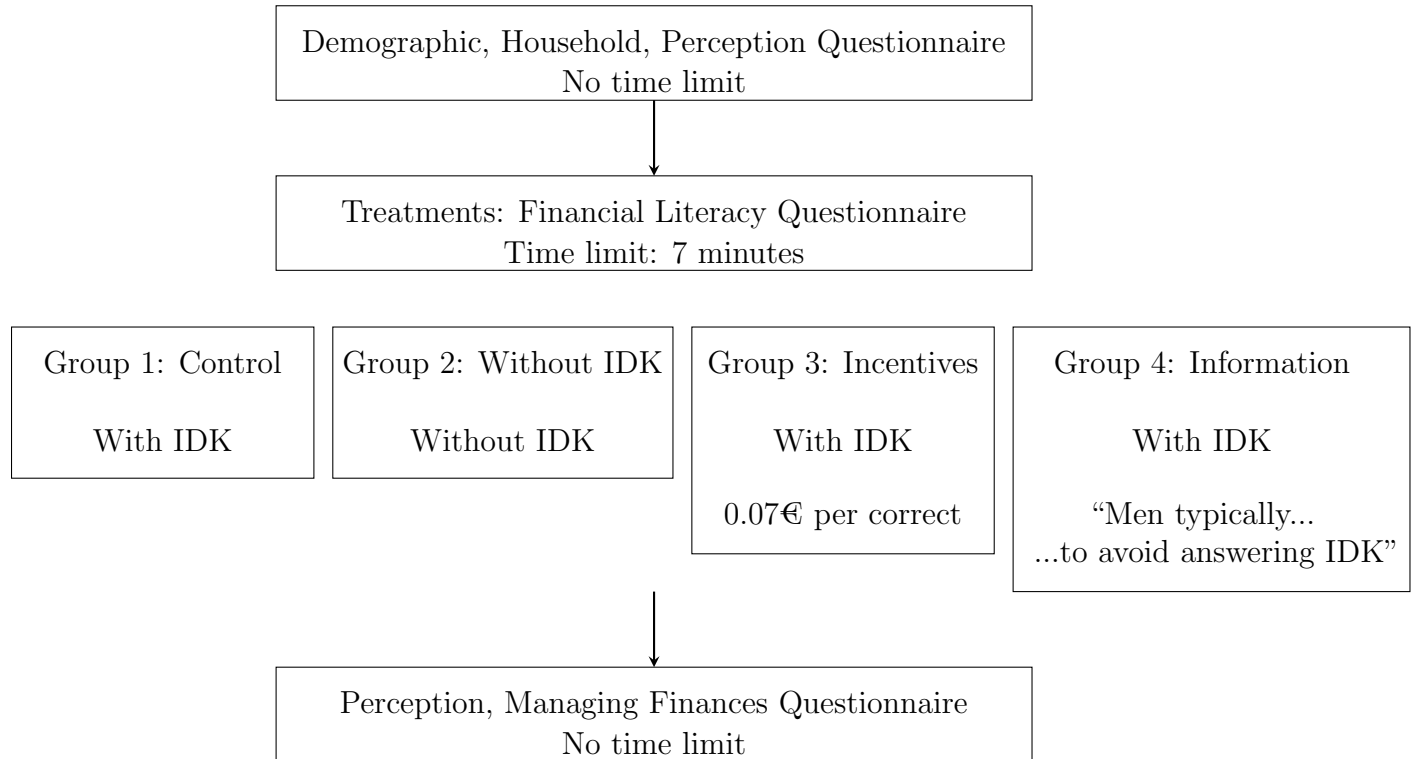 Demographic, Household, Perception Questionnaire
No time limit
Treatments: Financial Literacy Questionnaire
Time limit: 7 minutes
Group 1: Control
With IDK
Group 2: Without IDK
Without IDK
Group 3: Incentives
With IDK
0.07€ per correct
Group 4: Information
With IDK
“Men typically...
...to avoid answering IDK”
Perception, Managing Finances Questionnaire
No time limit